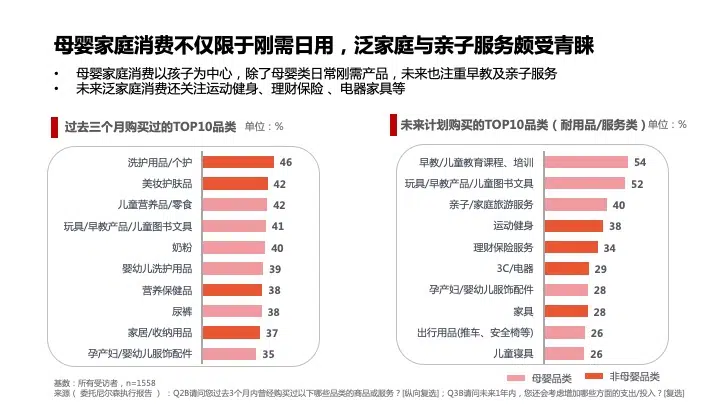 母婴家庭消费不仅限于刚需日用，泛家庭与亲子服务颇受青睐
• 母婴家庭消费以孩子为中心，除了母婴类日常刚需产品，未来也注重早教及亲子服务
• 未来泛家庭消费还关注运动健身、理财保险 、电器家具等
过去三个月购买过的TOP10品类 单位：%
洗护用品/个护 46
美妆护肤品 42
儿童营养品/零食 42
玩具/早教产品/儿童图书文具 41
奶粉 40
婴幼儿洗护用品 39
营养保健品 38
尿裤 38
家居/收纳用品 37
孕产妇/婴幼儿服饰配件 35
未来计划购买的TOP10品类（耐用品/服务类） 单位：%
早教/儿童教育课程、培训 54
玩具/早教产品/儿童图书文具 52
亲子/家庭旅游服务 40
运动健身 38
理财保险服务 34
3C/电器 29
孕产妇/婴幼儿服饰配件 28
家具 28
出行用品(推车、安全椅等) 26
儿童寝具 26
母婴品类 非母婴品类
基数：所有受访者，n=1558
来源（ 委托尼尔森执行报告 ）：Q2B请问您过去3个月内曾经购买过以下哪些品类的商品或服务？[纵向复选]；Q3B请问未来1年内，您还会考虑增加哪些方面的支出/投入？[复选]